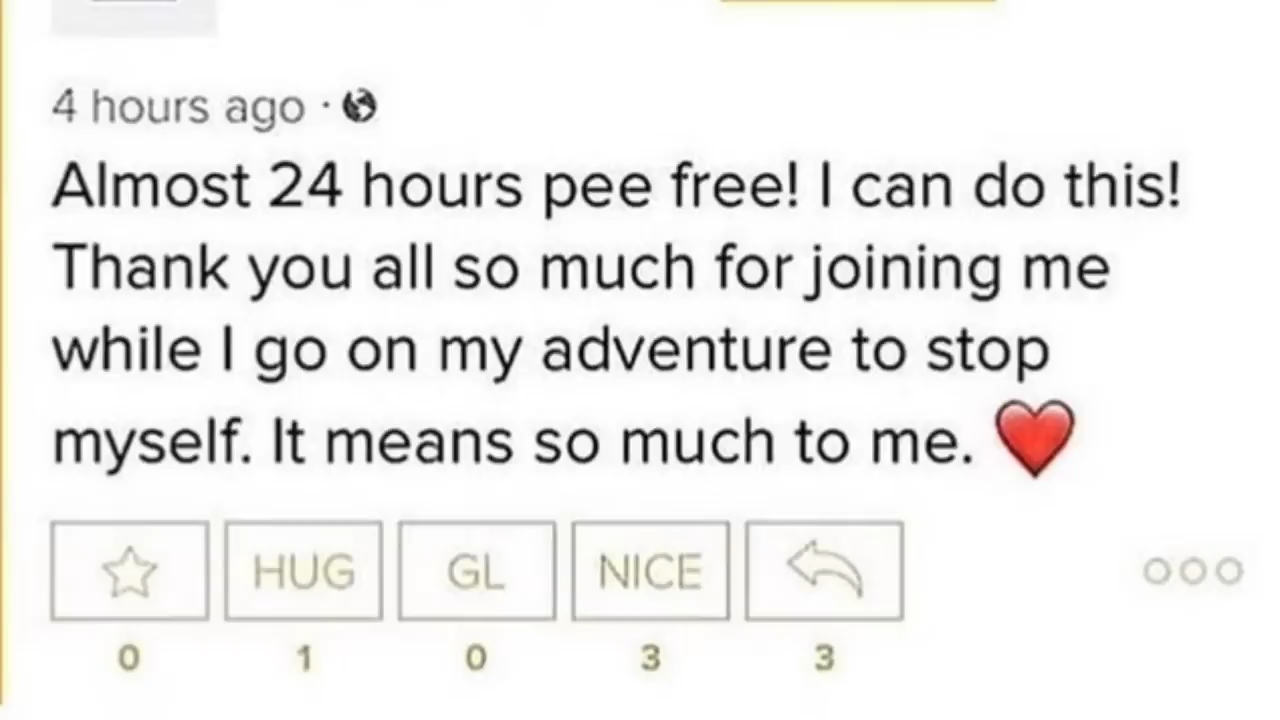 4 hours ago ·
Almost 24 hours pee free! I can do this!
Thank you all so much for joining me
while I go on my adventure to stop
myself. It means so much to me. ❤️
HUG GL NICE
0 1 0 3 3